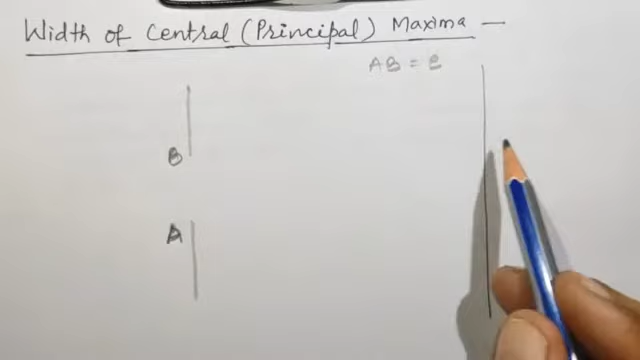 Width of Central (Principal) Maxima —
AB = e
B
A